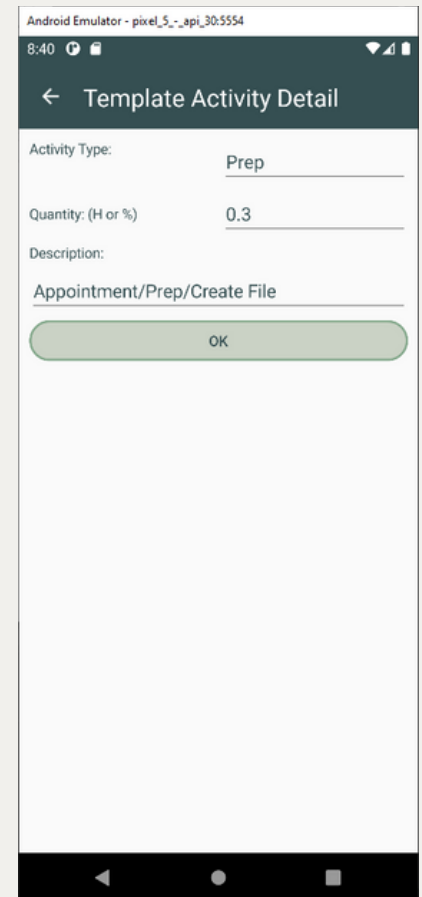 Android Emulator - pixel_5_-_api_30:5554
8:40
Template Activity Detail
Activity Type:
Prep
Quantity: (H or %)
0.3
Description:
Appointment/Prep/Create File
OK